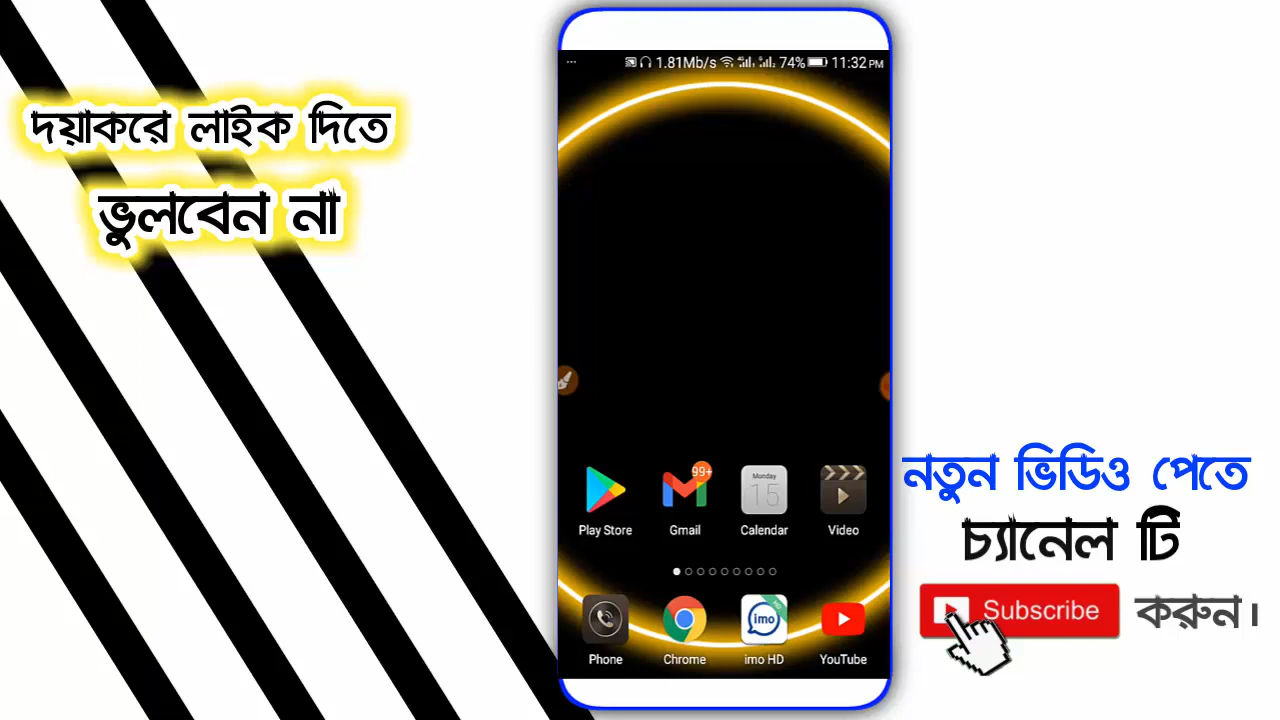 দয়াকরে লাইক দিতে
ভুলবেন না
... 1.81Mb/s 74% 11:32 PM
99+
Monday
15
Play Store Gmail Calendar Video
HD
imo
Phone Chrome imo HD YouTube
নতুন ভিডিও পেতে
চ্যানেল টি
Subscribe করুন।